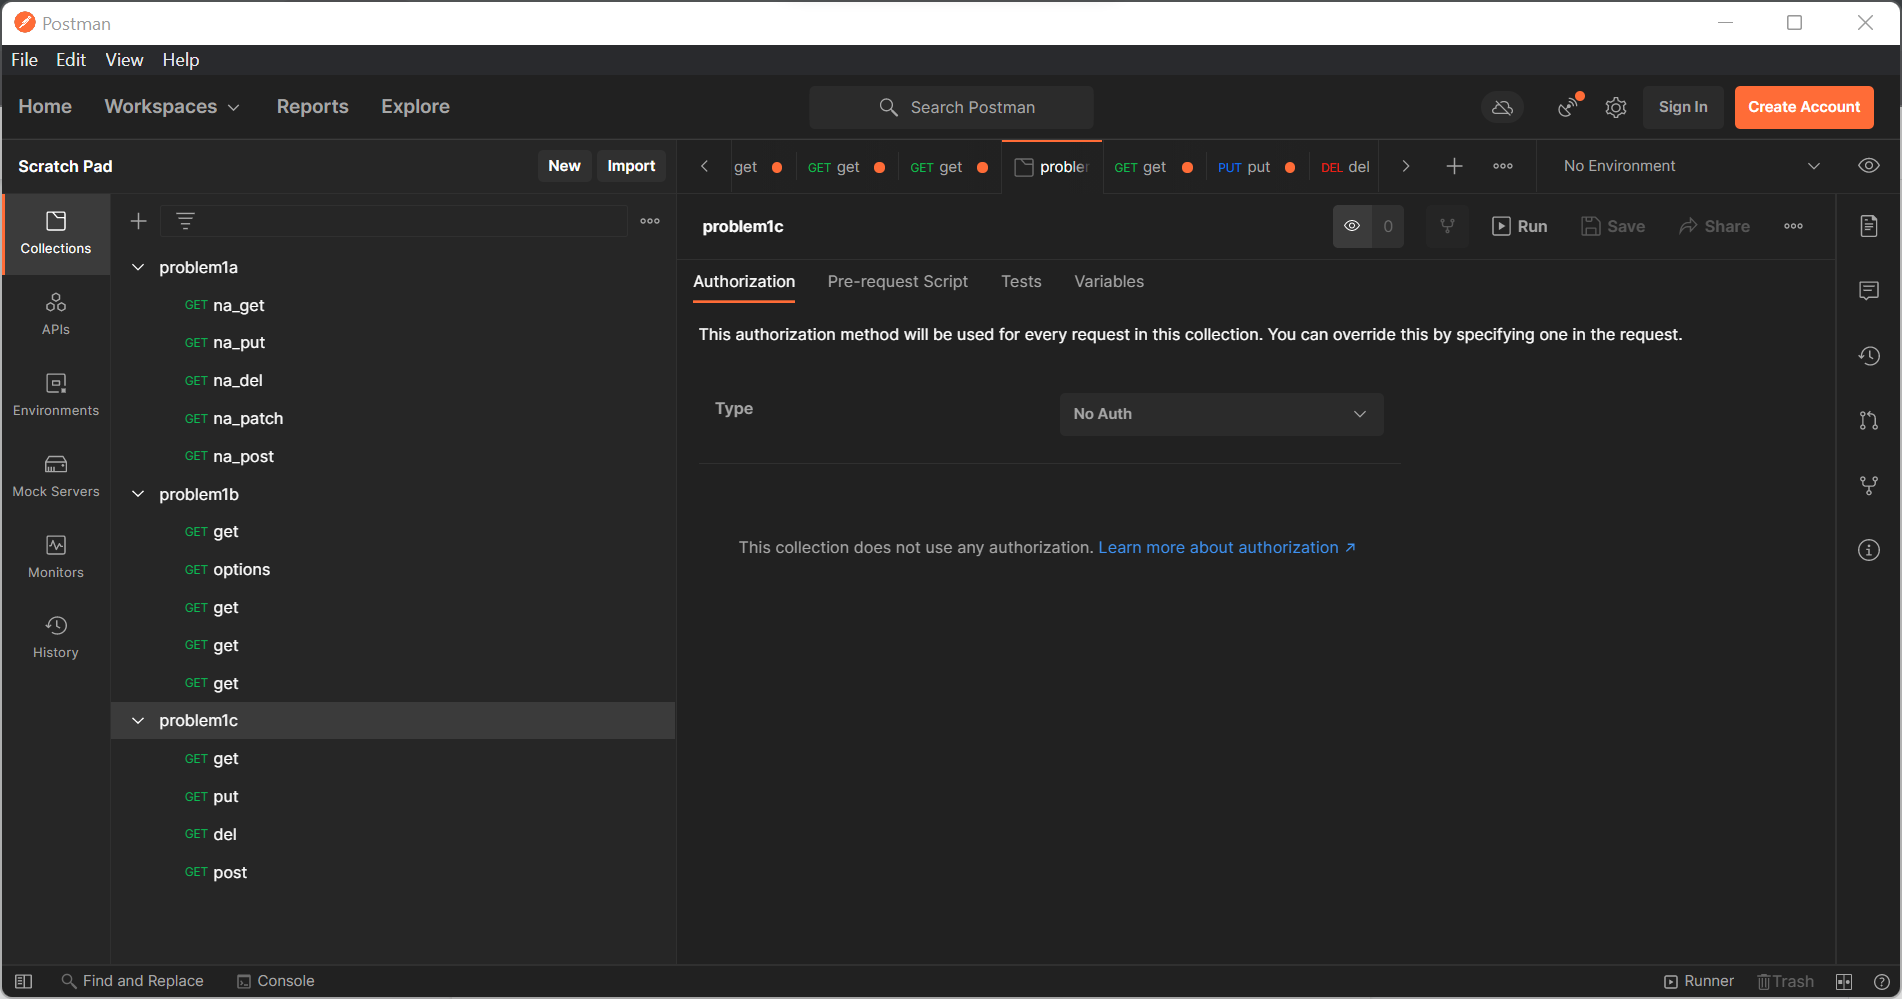 Postman
File Edit View Help
Home Workspaces Reports Explore Search Postman Sign In Create Account
Scratch Pad New Import
get GET get GET get problem GET get PUT put DEL del No Environment
Collections
APIs
Environments
Mock Servers
Monitors
History
problem1a
GET na_get
GET na_put
GET na_del
GET na_patch
GET na_post
problem1b
GET get
GET options
GET get
GET get
GET get
problem1c
GET get
GET put
GET del
GET post
problem1c 0 Run Save Share
Authorization Pre-request Script Tests Variables
This authorization method will be used for every request in this collection. You can override this by specifying one in the request.
Type No Auth
This collection does not use any authorization. Learn more about authorization ↗
Find and Replace Console Runner Trash